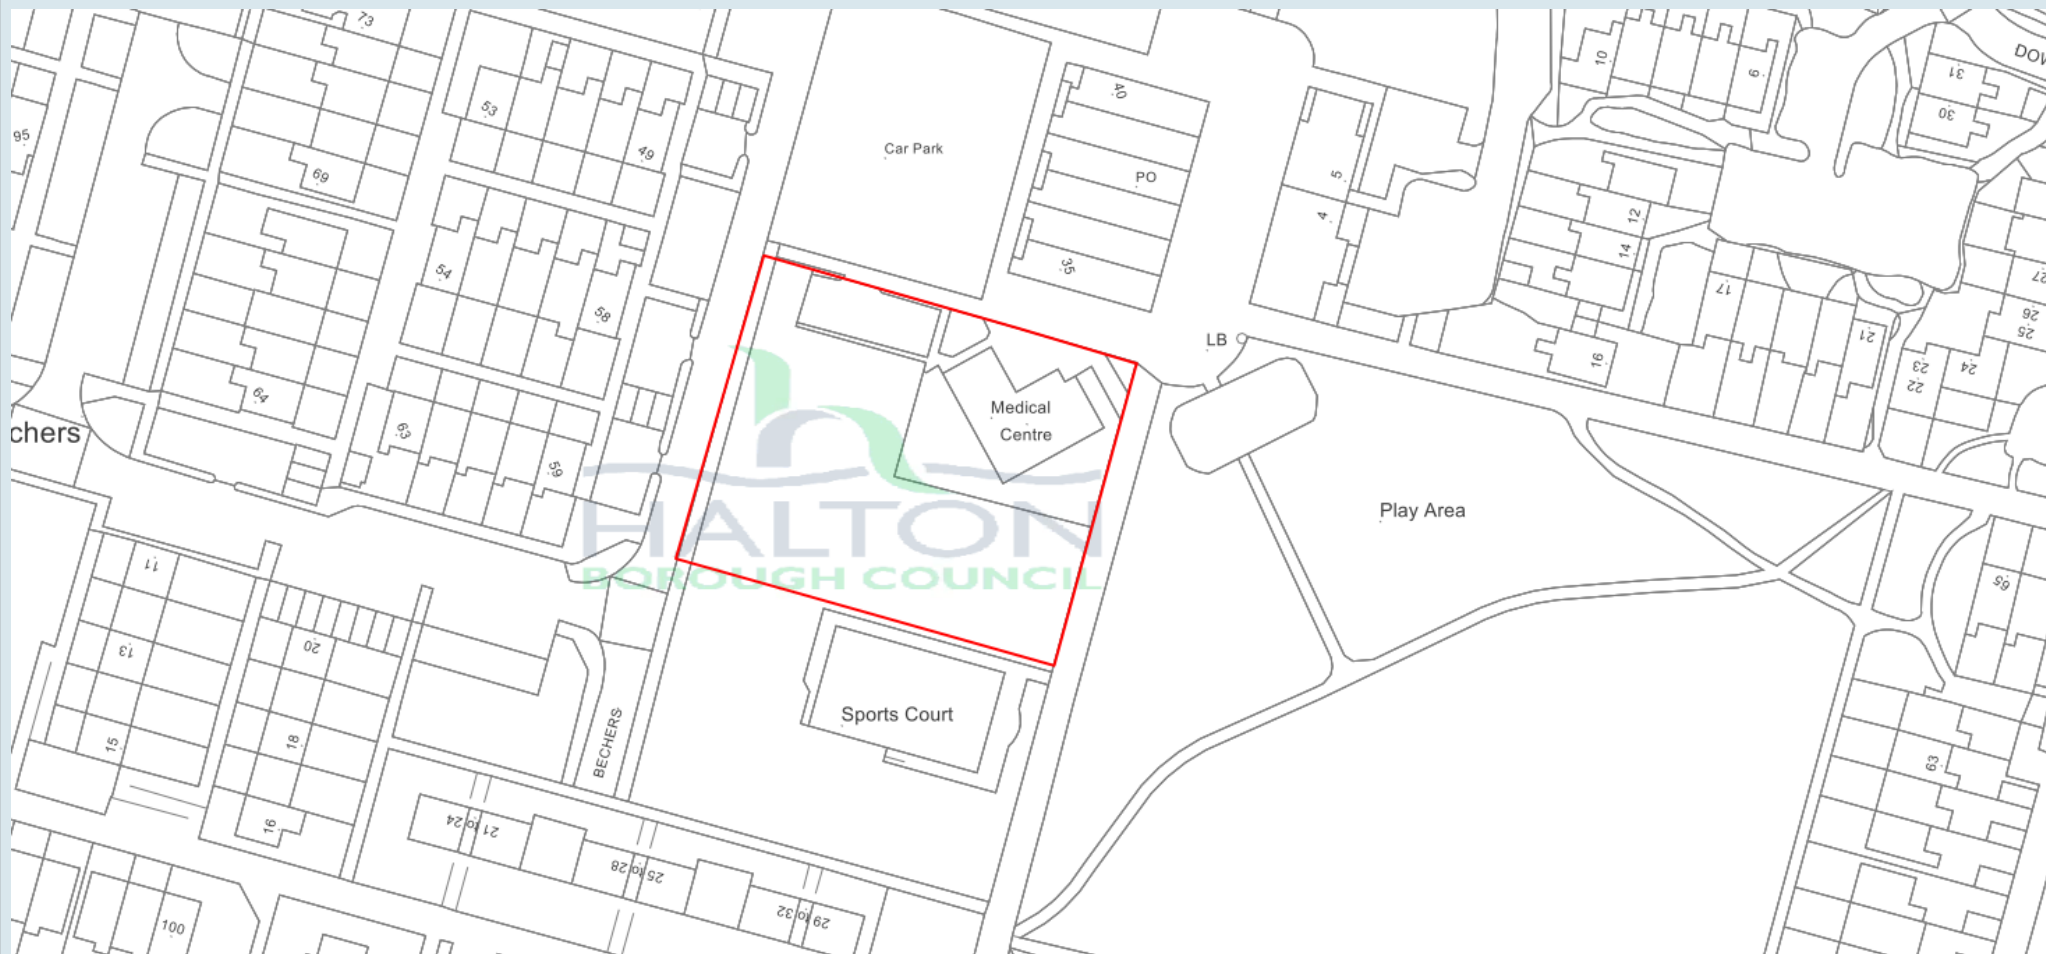 73
DOW
31
10
6
53
40
30
95
49
Car Park
69
PO
5
12
4
14
54
35
27
17
58
26
25
21
LB
16
23
24
22
64
Medical
Centre
chers
63
59
HALTON
BOROUGH COUNCIL
Play Area
11
65
13
20
Sports Court
15
18
BECHERS
63
16
21 to 24
25 to 28
29 to 32
100